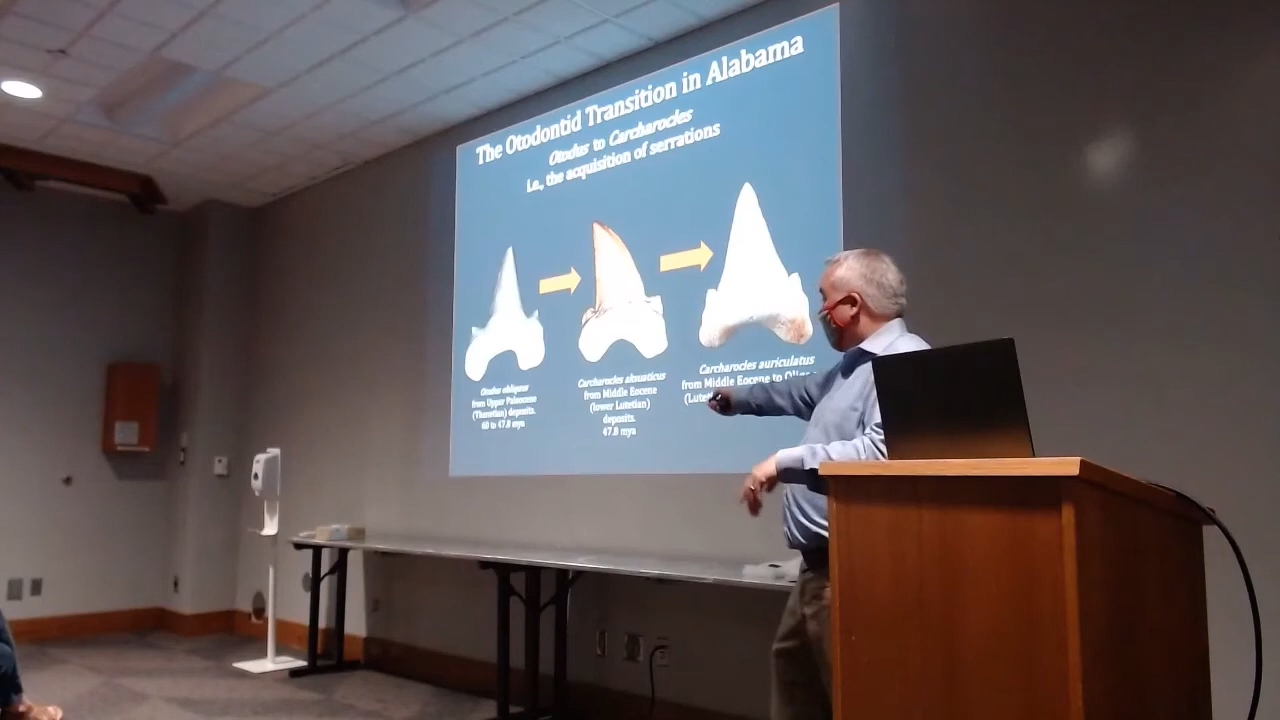 The Otodontid Transition in Alabama
Otodus to Carcharocles
i.e., the acquisition of serrations
Otodus obliquus
from Upper Paleocene
(Thanetian) deposits.
60 to 47.8 mya
Carcharocles aksuaticus
from Middle Eocene
(lower Lutetian)
deposits.
47.8 mya
Carcharocles auriculatus
from Middle Eocene to